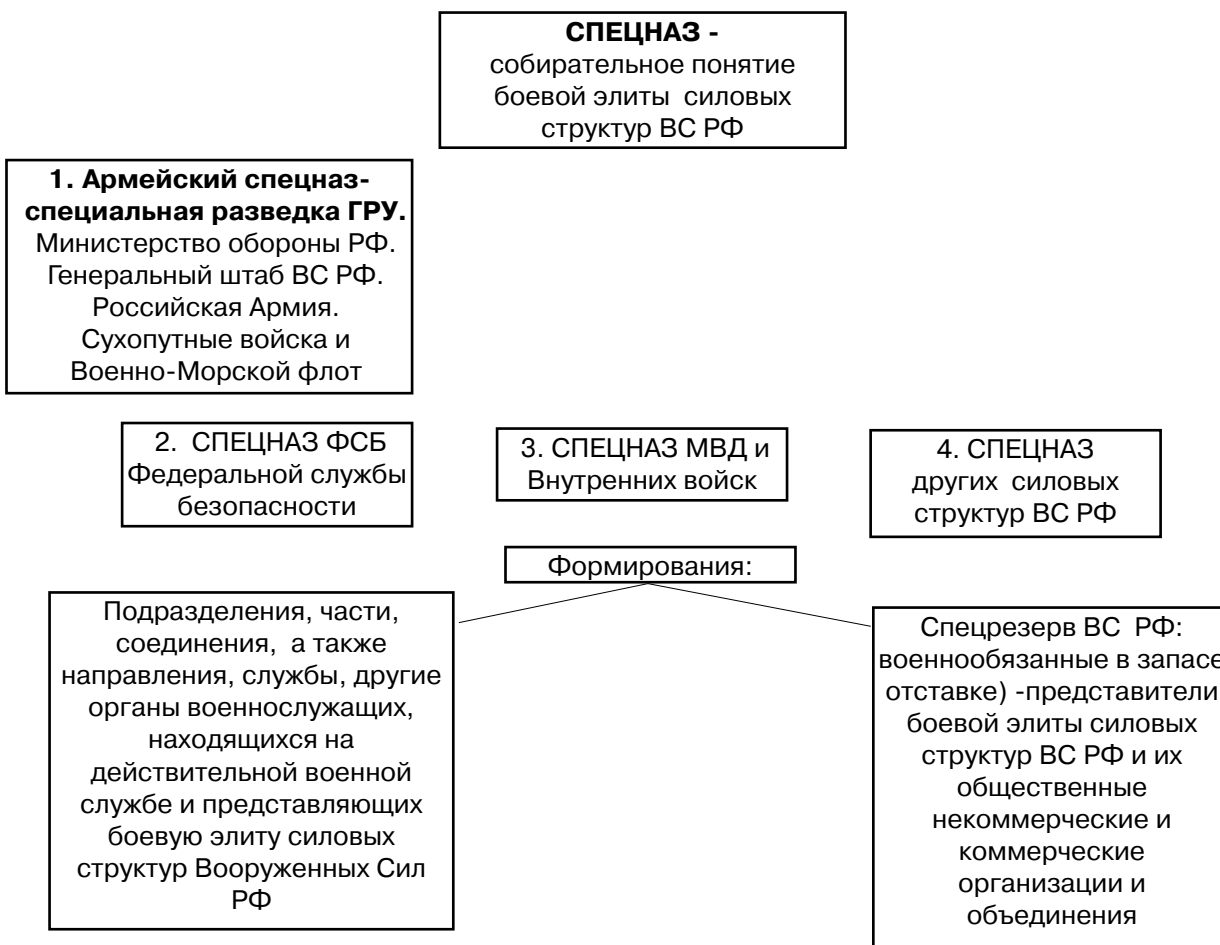 СПЕЦНАЗ -
собирательное понятие
боевой элиты силовых
структур ВС РФ
1. Армейский спецназ-
специальная разведка ГРУ.
Министерство обороны РФ.
Генеральный штаб ВС РФ.
Российская Армия.
Сухопутные войска и
Военно-Морской флот
2. СПЕЦНАЗ ФСБ
Федеральной службы
безопасности
3. СПЕЦНАЗ МВД и
Внутренних войск
4. СПЕЦНАЗ
других силовых
структур ВС РФ
Формирования:
Подразделения, части,
соединения, а также
направления, службы, другие
органы военнослужащих,
находящихся на
действительной военной
службе и представляющих
боевую элиту силовых
структур Вооруженных Сил
РФ
Спецрезерв ВС РФ:
военнообязанные в запасе
отставке) -представители
боевой элиты силовых
структур ВС РФ и их
общественные
некоммерческие и
коммерческие
организации и
объединения